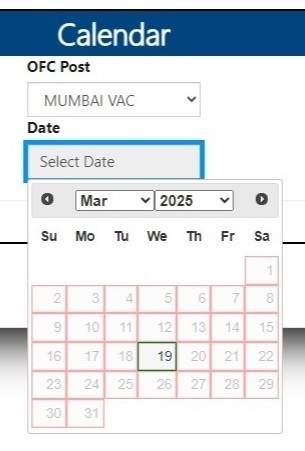 Calendar
OFC Post
MUMBAI VAC
Date
Select Date
Mar 2025
Su Mo Tu We Th Fr Sa
1
2 3 4 5 6 7 8
9 10 11 12 13 14 15
16 17 18 19 20 21 22
23 24 25 26 27 28 29
30 31